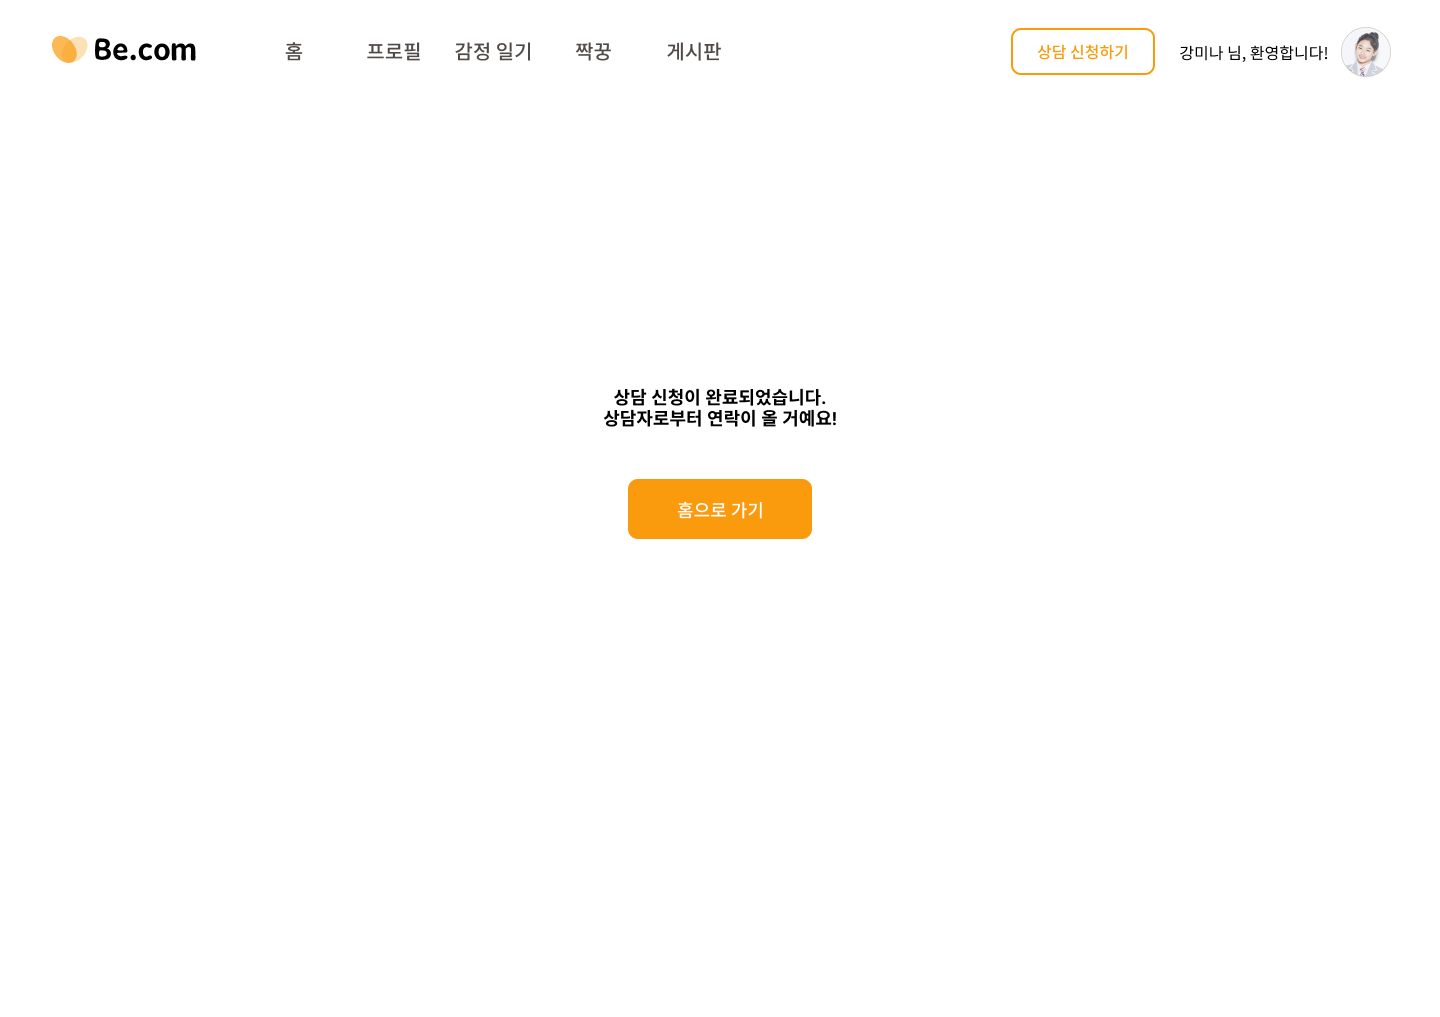 Be.com
홈
프로필
감정 일기
짝꿍
게시판
상담 신청하기
강미나 님, 환영합니다!
상담 신청이 완료되었습니다.
상담자로부터 연락이 올 거예요!
홈으로 가기